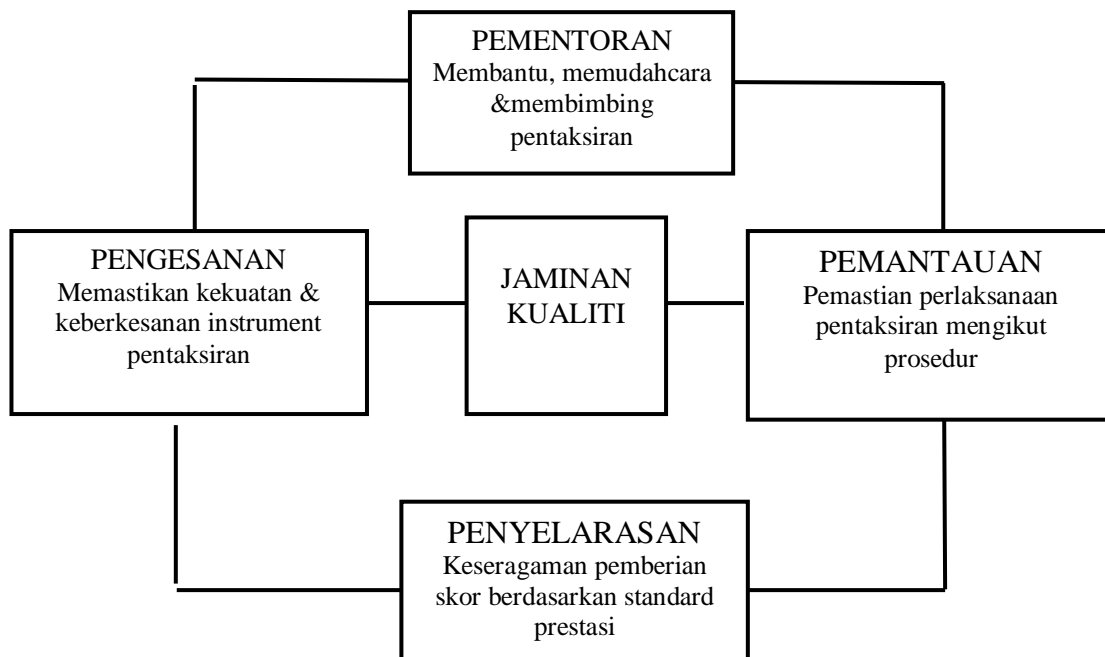 PEMENTORAN
Membantu, memudahcara
&membimbing
pentaksiran
PENGESANAN
Memastikan kekuatan &
keberkesanan instrument
pentaksiran
JAMINAN
KUALITI
PEMANTAUAN
Pemastian perlaksanaan
pentaksiran mengikut
prosedur
PENYELARASAN
Keseragaman pemberian
skor berdasarkan standard
prestasi